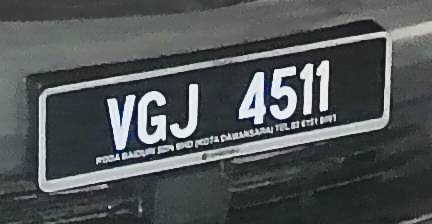 VGJ 4511
RODA BAIDURI SDN BHD (KOTA DAMANSARA) TEL 03 6151